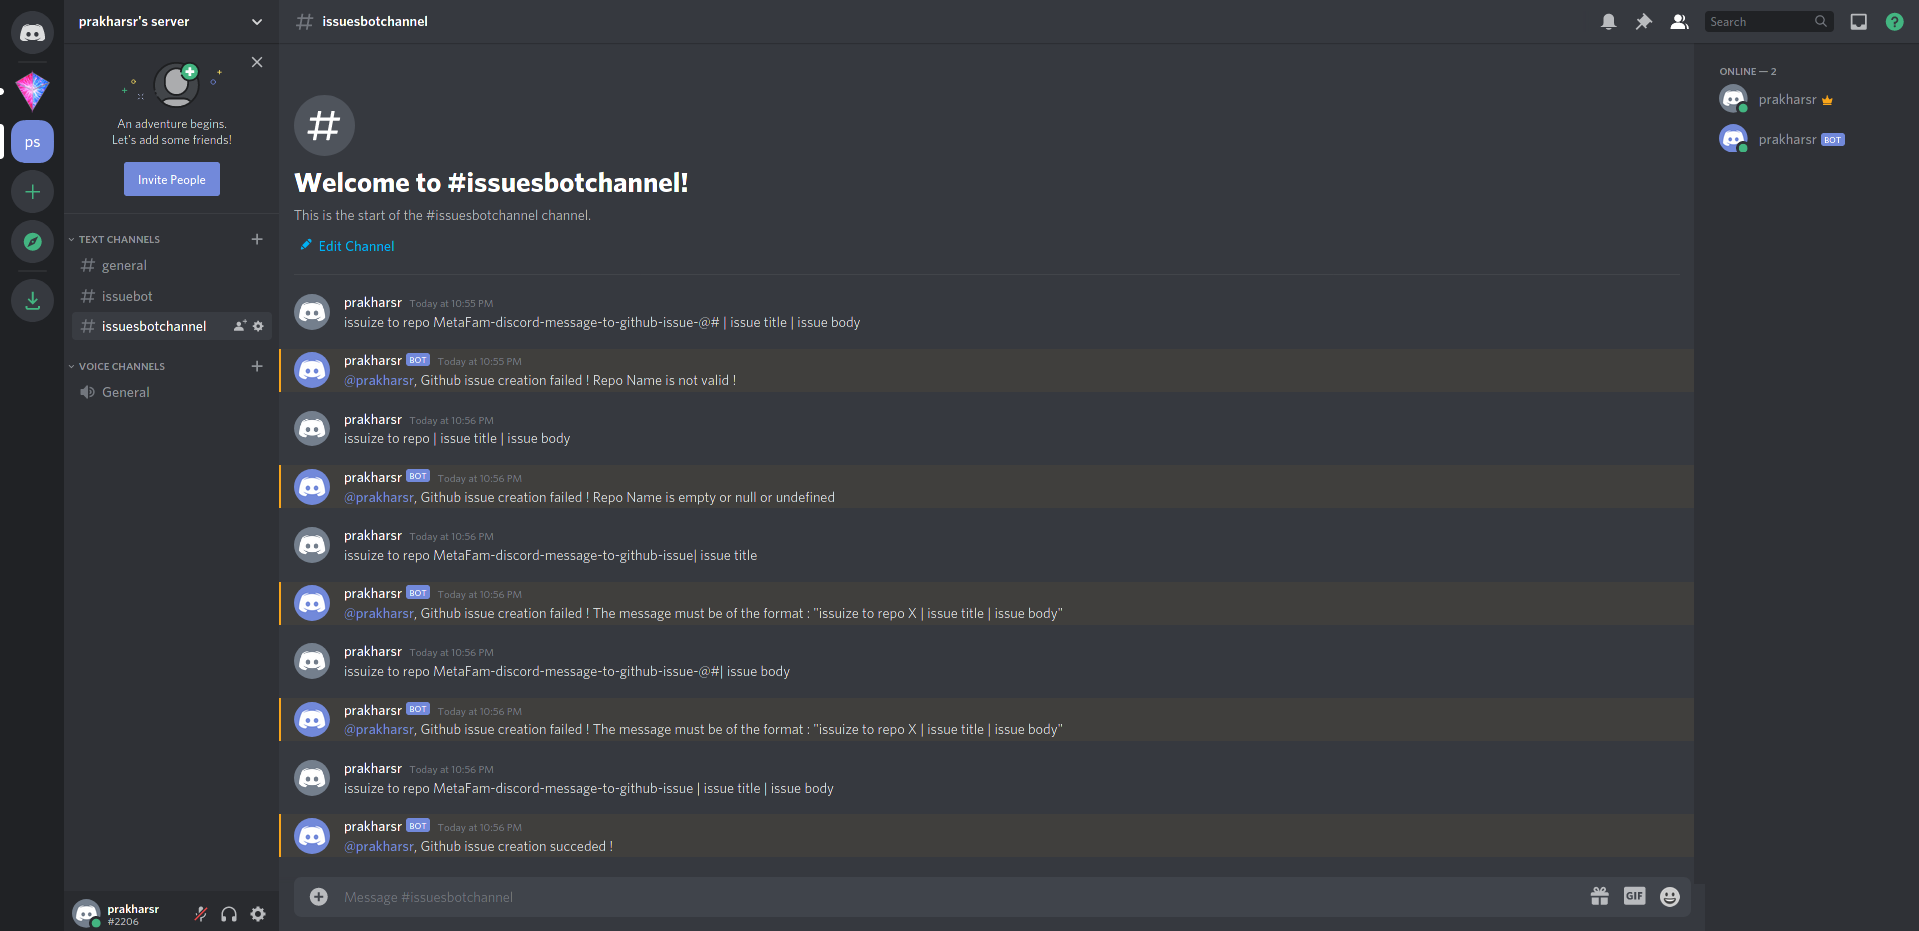 prakharsr's server
issuesbotchannel
Search
An adventure begins.
Let's add some friends!
Invite People
ps
TEXT CHANNELS
general
issuebot
issuesbotchannel
VOICE CHANNELS
General
prakharsr
#2206
Welcome to #issuesbotchannel!
This is the start of the #issuesbotchannel channel.
Edit Channel
prakharsr Today at 10:55 PM
issuize to repo MetaFam-discord-message-to-github-issue-@# | issue title | issue body
prakharsr BOT Today at 10:55 PM
@prakharsr, Github issue creation failed ! Repo Name is not valid !
prakharsr Today at 10:56 PM
issuize to repo | issue title | issue body
prakharsr BOT Today at 10:56 PM
@prakharsr, Github issue creation failed ! Repo Name is empty or null or undefined
prakharsr Today at 10:56 PM
issuize to repo MetaFam-discord-message-to-github-issue| issue title
prakharsr BOT Today at 10:56 PM
@prakharsr, Github issue creation failed ! The message must be of the format : "issuize to repo X | issue title | issue body"
prakharsr Today at 10:56 PM
issuize to repo MetaFam-discord-message-to-github-issue-@#| issue body
prakharsr BOT Today at 10:56 PM
@prakharsr, Github issue creation failed ! The message must be of the format : "issuize to repo X | issue title | issue body"
prakharsr Today at 10:56 PM
issuize to repo MetaFam-discord-message-to-github-issue | issue title | issue body
prakharsr BOT Today at 10:56 PM
@prakharsr, Github issue creation succeded !
Message #issuesbotchannel
GIF
ONLINE — 2
prakharsr
prakharsr BOT